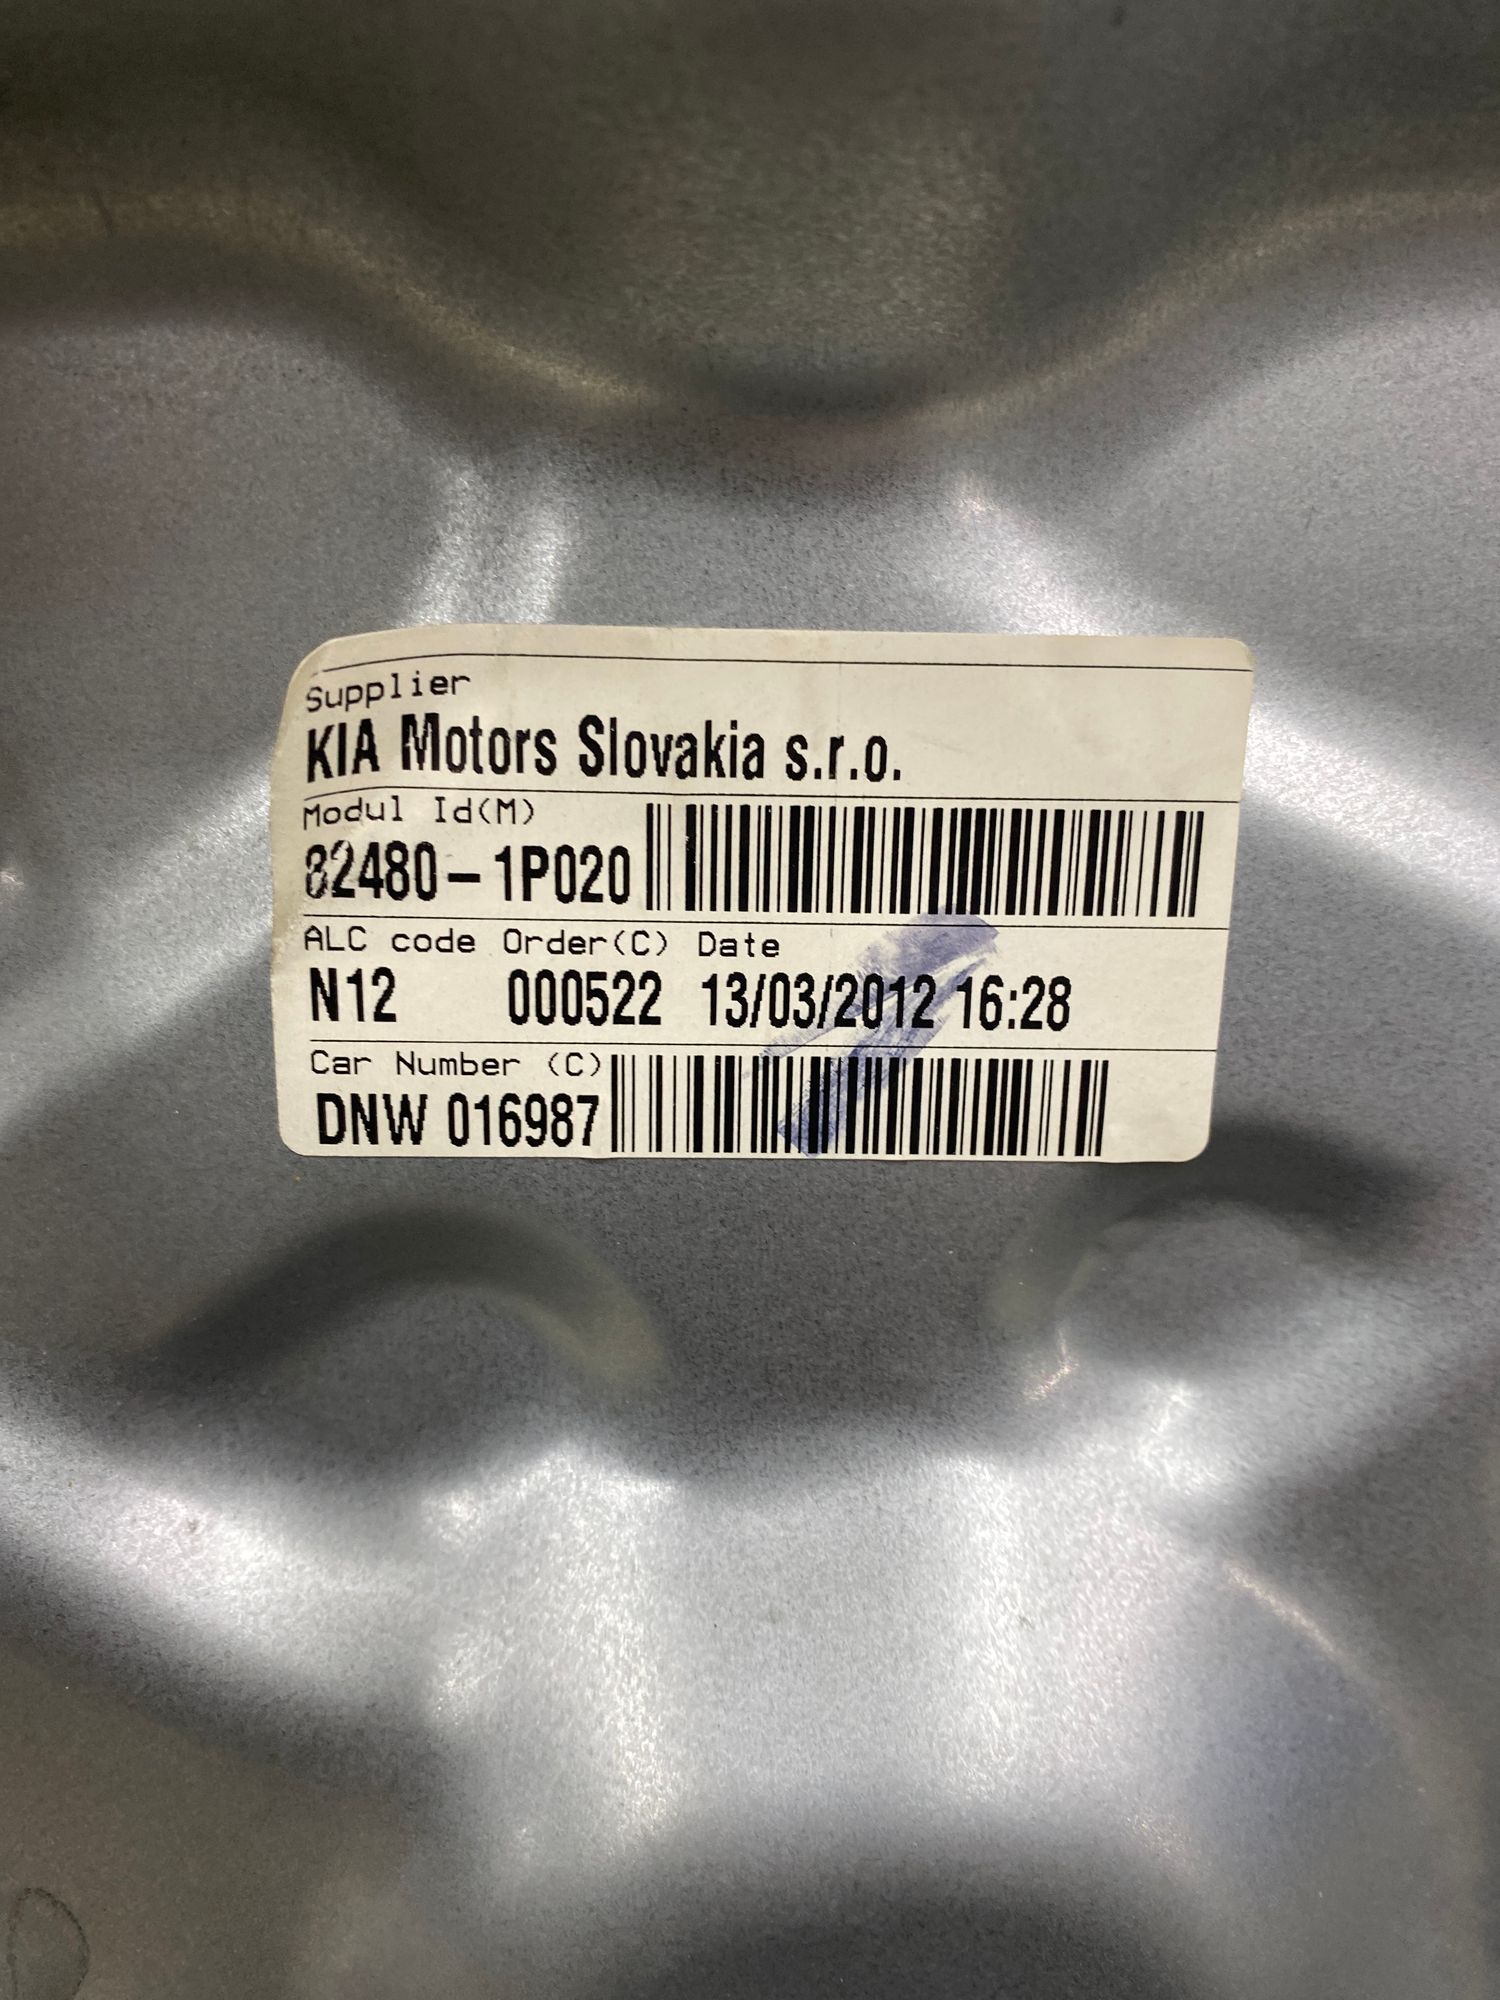 Supplier
KIA Motors Slovakia s.r.o.
Modul Id(M)
82480-1P020
ALC code Order(C) Date
N12 000522 13/03/2012 16:28
Car Number (C)
DNW 016987